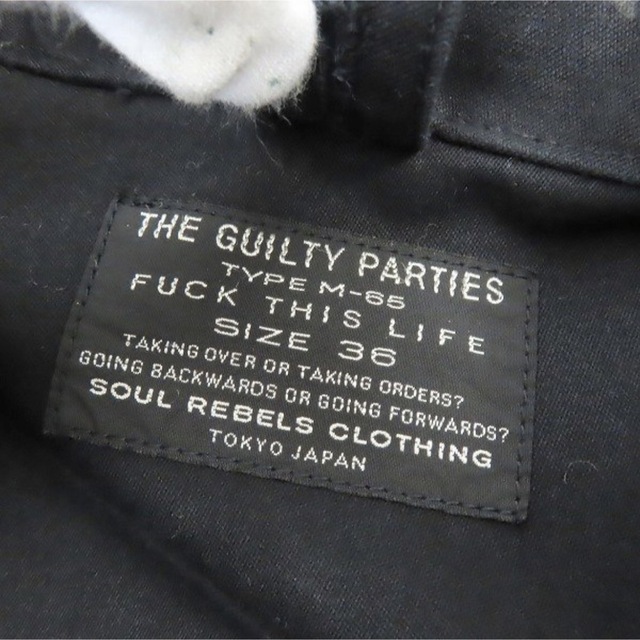 THE GUILTY PARTIES
TYPE M-65
FUCK THIS LIFE
SIZE 36
TAKING OVER OR TAKING ORDERS?
GOING BACKWARDS OR GOING FORWARDS?
SOUL REBELS CLOTHING
TOKYO JAPAN